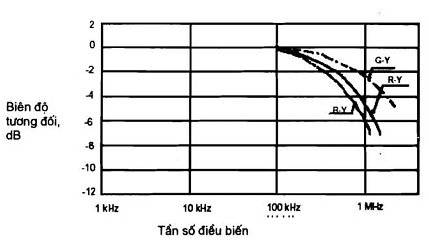 2
0
-2
-4
-6
-8
-10
-12
Biên độ
tương đối,
dB
G-Y
R-Y
B-Y
1 kHz 10 kHz 100 kHz 1 MHz
Tần số điều biến